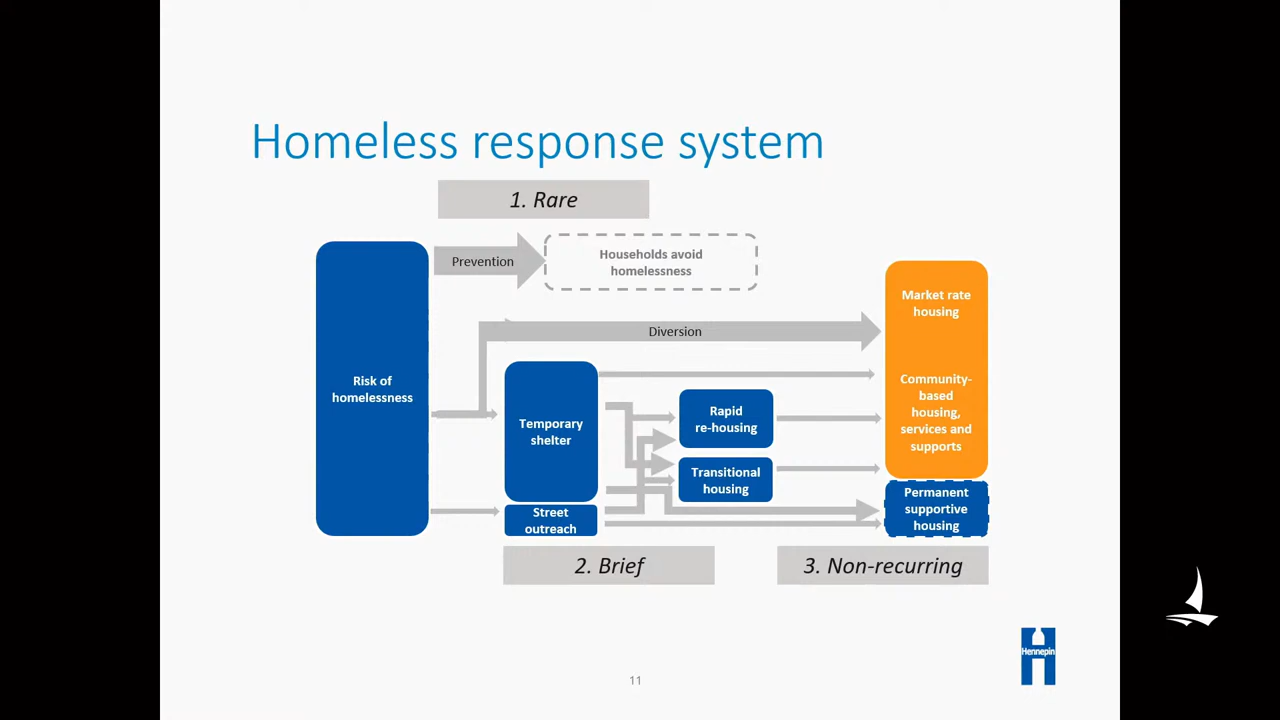 Homeless response system
1. Rare
Prevention
Households avoid
homelessness
Diversion
Risk of
homelessness
Temporary
shelter
Street
outreach
Rapid
re-housing
Transitional
housing
Market rate
housing
Community-
based
housing,
services and
supports
Permanent
supportive
housing
2. Brief
3. Non-recurring
Hennepin
11